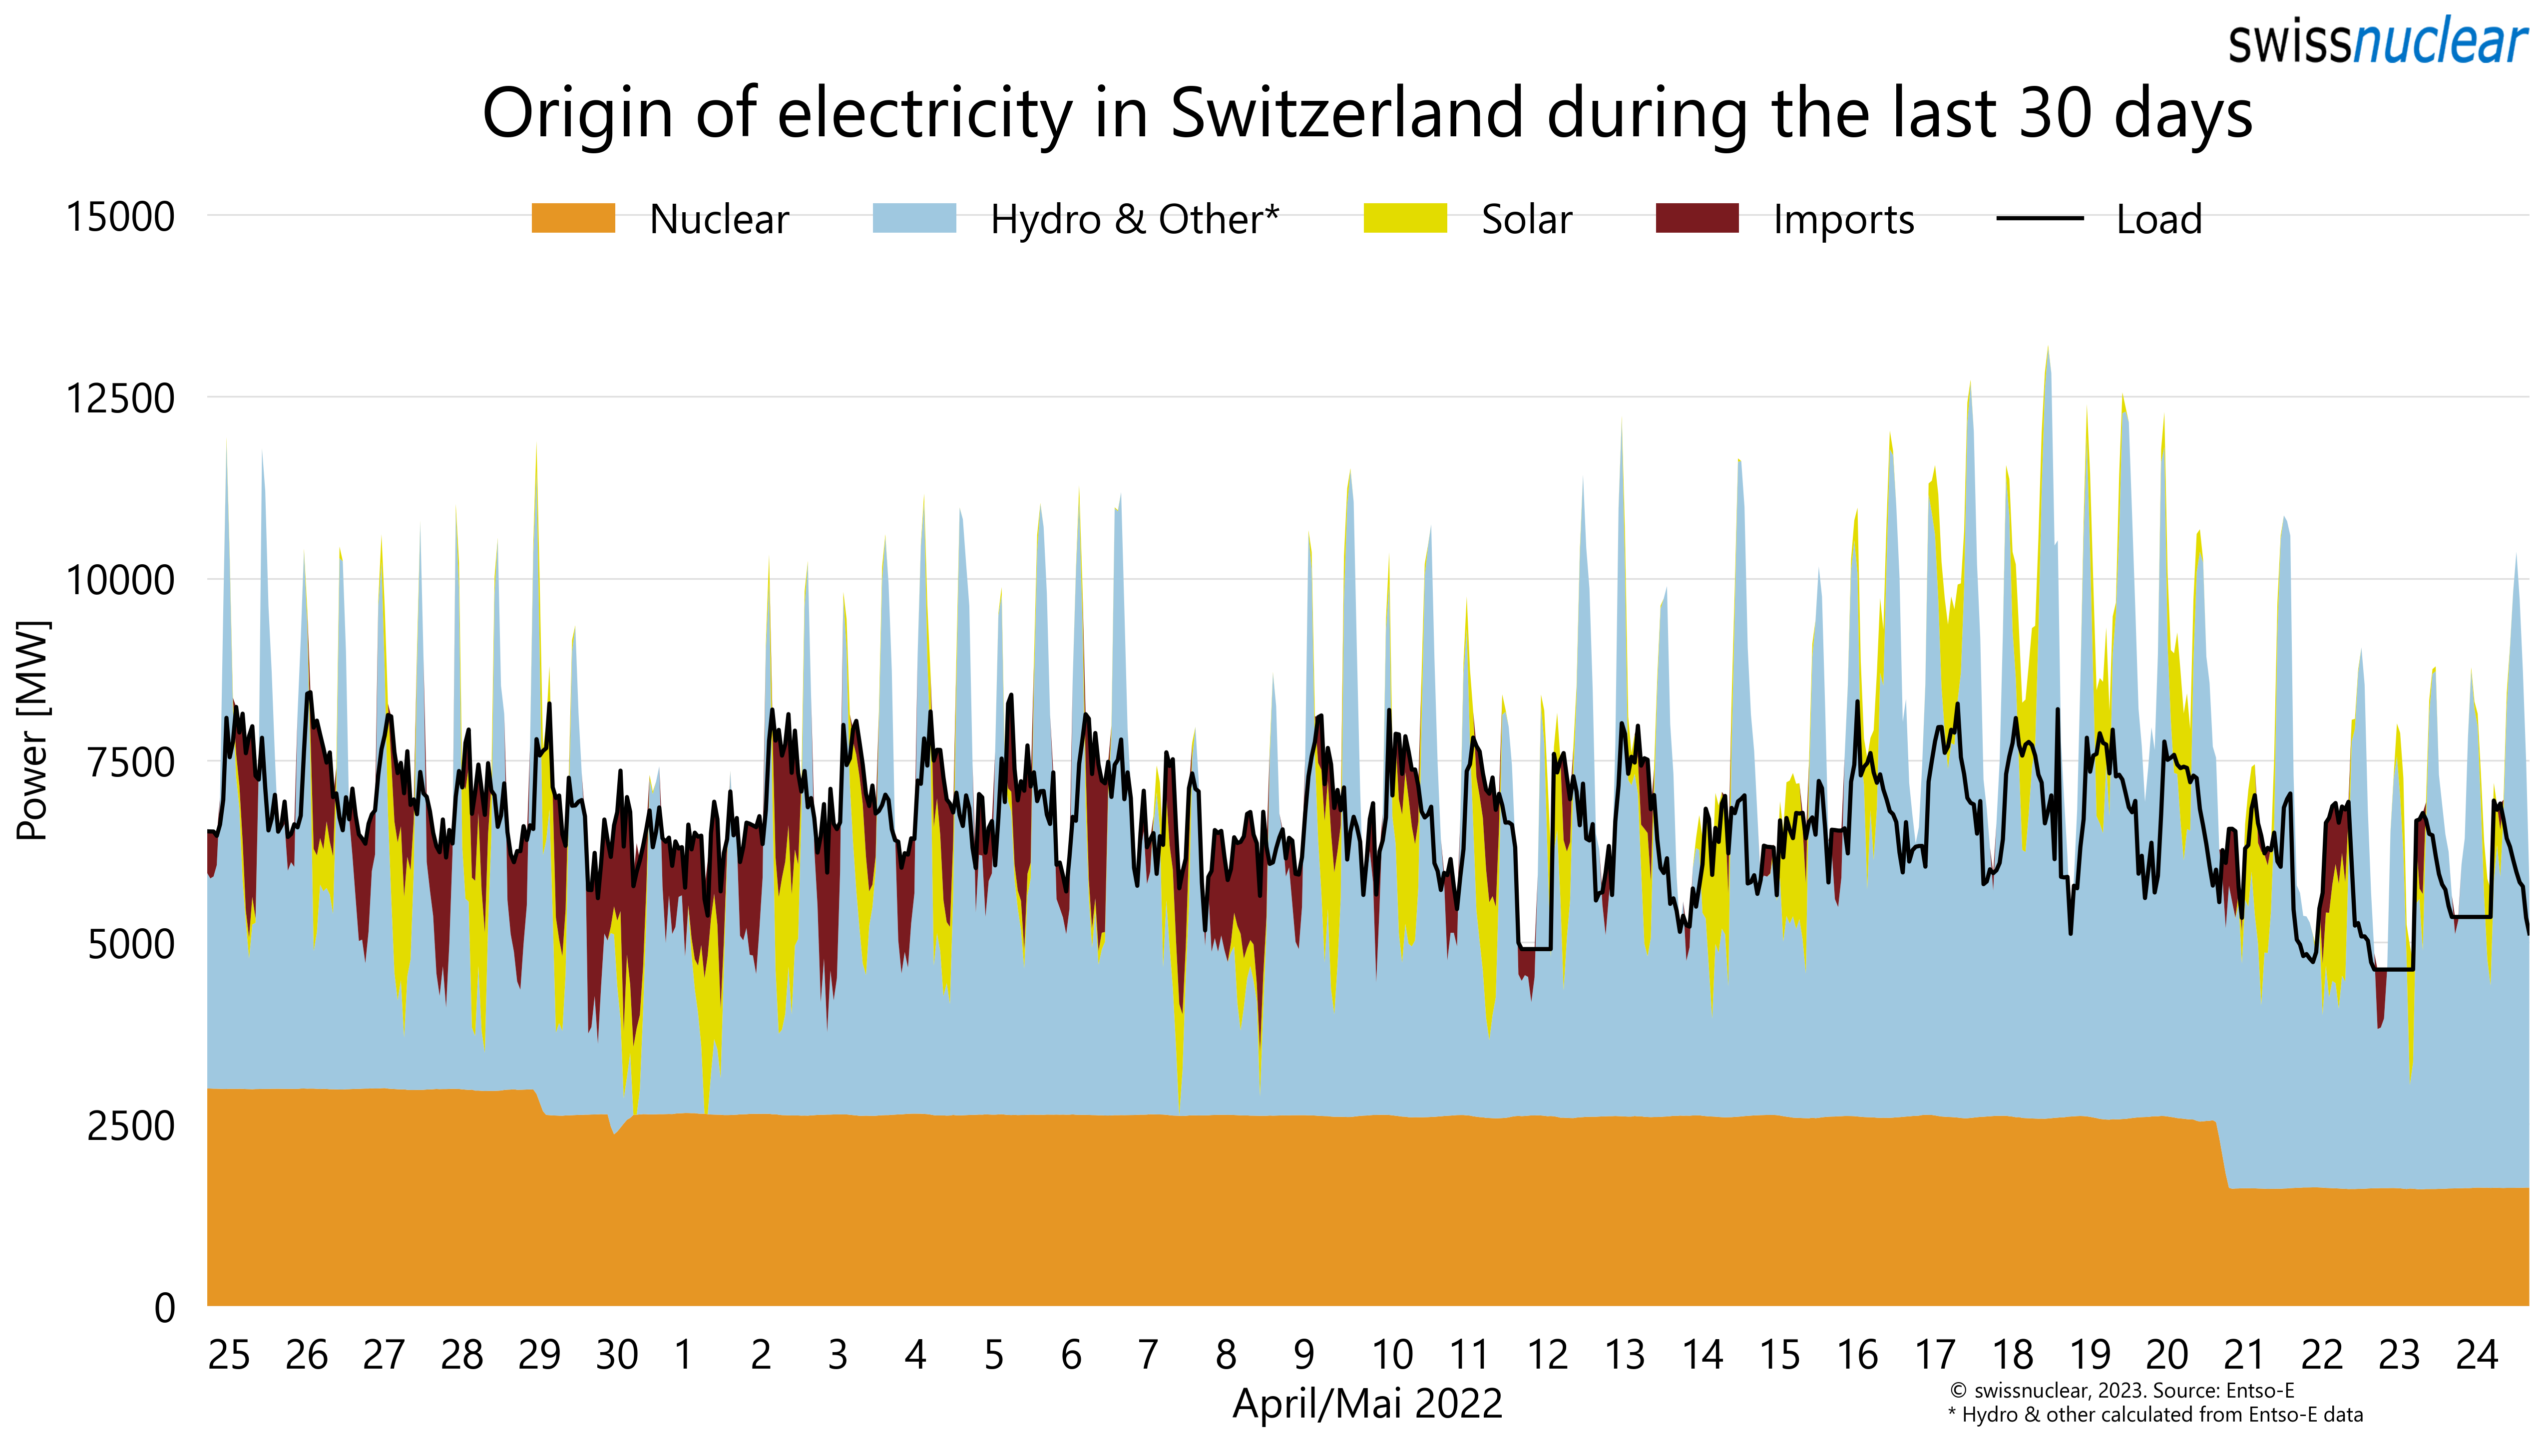 swissnuclear
Origin of electricity in Switzerland during the last 30 days
Nuclear Hydro & Other* Solar Imports Load
15000
12500
10000
7500
5000
2500
0
Power [MW]
25 26 27 28 29 30 1 2 3 4 5 6 7 8 9 10 11 12 13 14 15 16 17 18 19 20 21 22 23 24
April/Mai 2022
© swissnuclear, 2023. Source: Entso-E
* Hydro & other calculated from Entso-E data